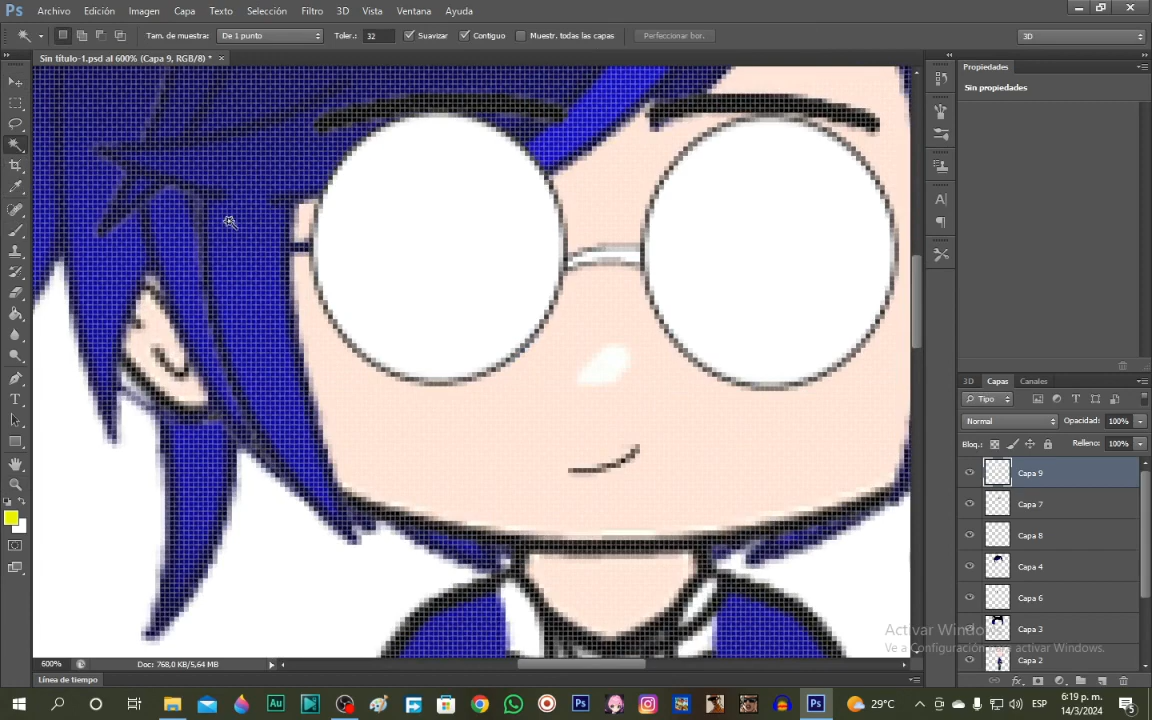 Ps Archivo Edición Imagen Capa Texto Selección Filtro 3D Vista Ventana Ayuda
Tam. de muestra: De 1 punto Toler.: 32 Suavizar Contiguo Muestr. todas las capas Perfeccionar bor. 3D
Sin título-1.psd al 600% (Capa 9, RGB/8) * ×
Propiedades
Sin propiedades
3D Capas Canales
Tipo
Normal Opacidad: 100%
Bloq.: Relleno: 100%
Capa 9
Capa 7
Capa 8
Capa 4
Capa 6
Capa 3
Capa 2
Activar Windows
Ve a Configuración para activar Windows.
600% Doc: 768,0 KB/5,64 MB
Línea de tiempo
29°C ESP 6:19 p. m.
14/3/2024 5